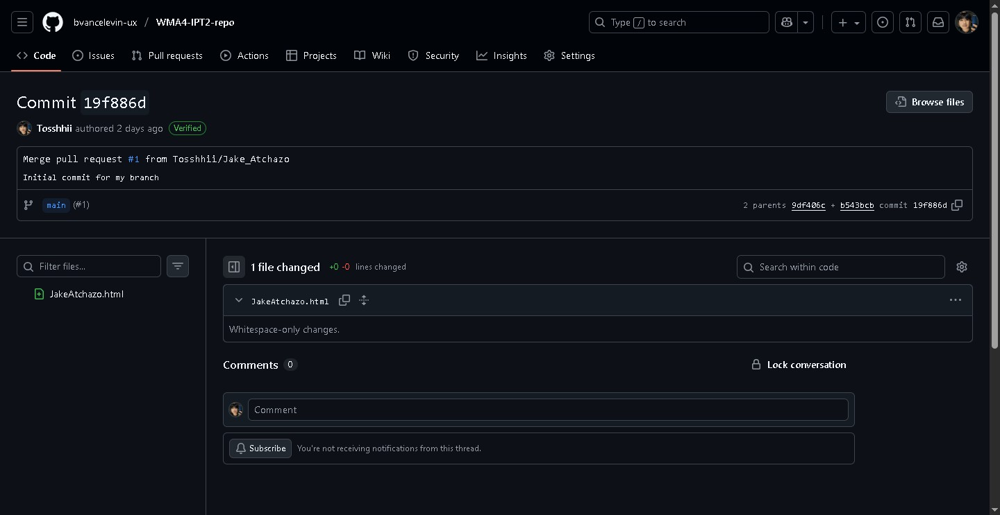 bvancelevin-ux / WMA4-IPT2-repo
Type / to search
Code
Issues
Pull requests
Actions
Projects
Wiki
Security
Insights
Settings
Commit 19f886d
Browse files
Tosshhii authored 2 days ago Verified
Merge pull request #1 from Tosshhii/Jake_Atchazo
Initial commit for my branch
main (#1)
2 parents 9df406c + b543bcb commit 19f886d
Filter files...
JakeAtchazo.html
1 file changed +0 -0 lines changed
Search within code
JakeAtchazo.html
Whitespace-only changes.
Comments 0
Lock conversation
Comment
Subscribe You're not receiving notifications from this thread.